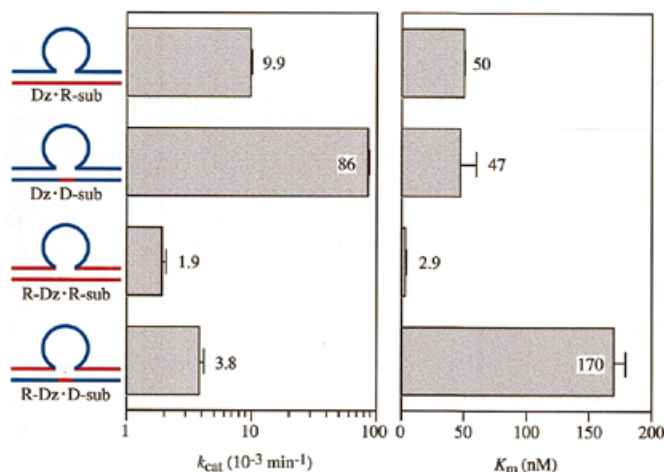 Dz·R-sub
9.9
50
Dz·D-sub
86
47
R-Dz·R-sub
1.9
2.9
R-Dz·D-sub
3.8
170
1
10
100
0
50
100
150
200
kcat (10-3 min-1)
Km (nM)